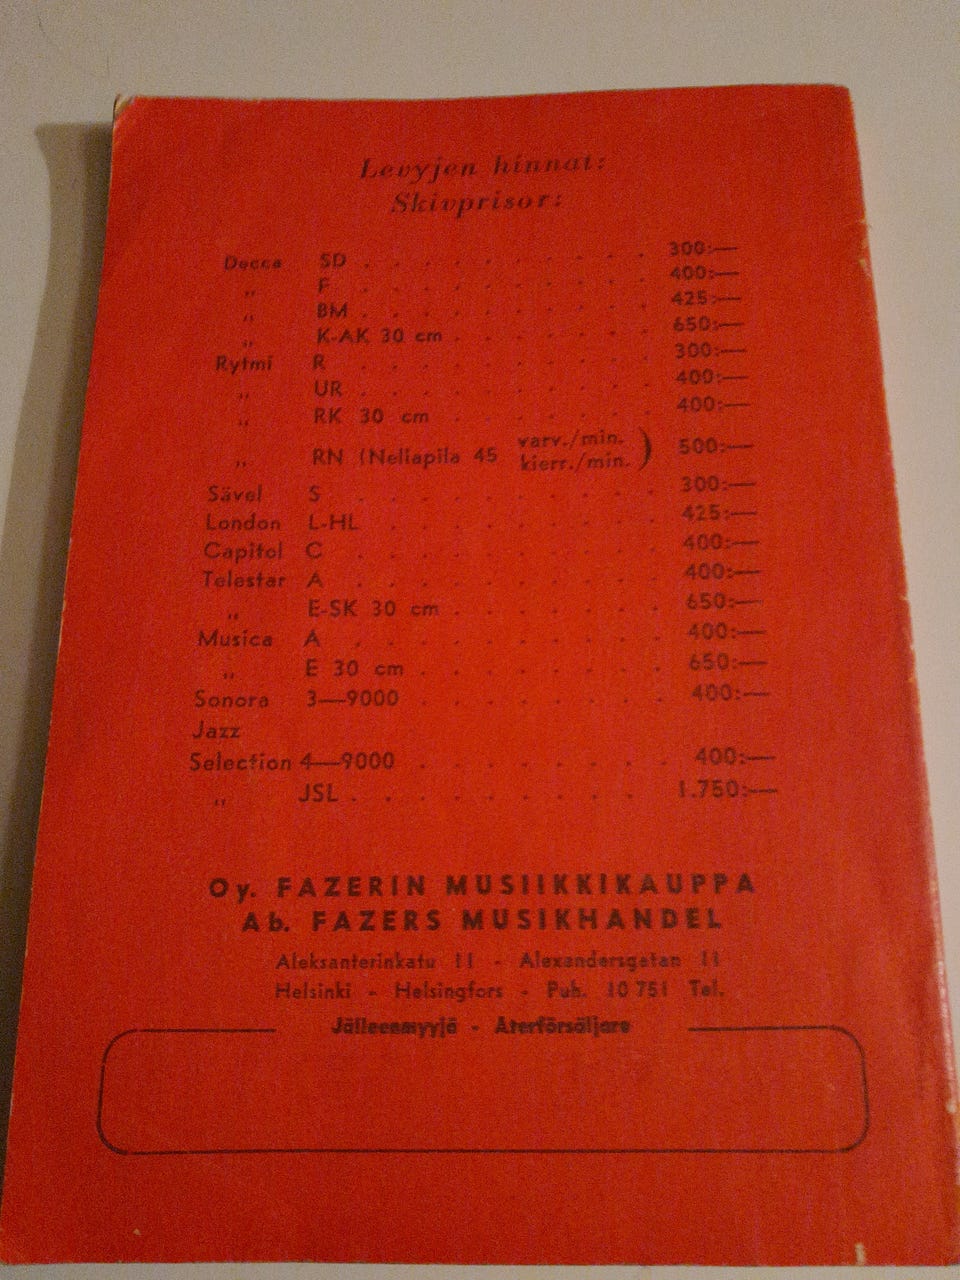 Levyjen hinnat:
Skivprisor:
Decca SD . . . . . . . . . . 300:—
„ F . . . . . . . . . . 400:—
„ BM . . . . . . . . . . 425:—
„ K-AK 30 cm . . . . . . . 650:—
Rytmi R . . . . . . . . . . 300:—
„ UR . . . . . . . . . . 400:—
„ RK 30 cm . . . . . . . 400:—
„ RN (Neliapila 45 varv./min. kierr./min.) 500:—
Sävel S . . . . . . . . . . 300:—
London L-HL . . . . . . . . . 425:—
Capitol C . . . . . . . . . . 400:—
Telestar A . . . . . . . . . . 400:—
„ E-SK 30 cm . . . . . . . 650:—
Musica A . . . . . . . . . . 400:—
„ E 30 cm . . . . . . . . 650:—
Sonora 3—9000 . . . . . . . . 400:—
Jazz
Selection 4—9000 . . . . . . . . 400:—
„ JSL . . . . . . . . . . 1.750:—
Oy. FAZERIN MUSIIKKIKAUPPA
Ab. FAZERS MUSIKHANDEL
Aleksanterinkatu 11 - Alexandersgatan 11
Helsinki - Helsingfors - Puh. 10 751 Tel.
Jälleenmyyjä - Återförsäljare